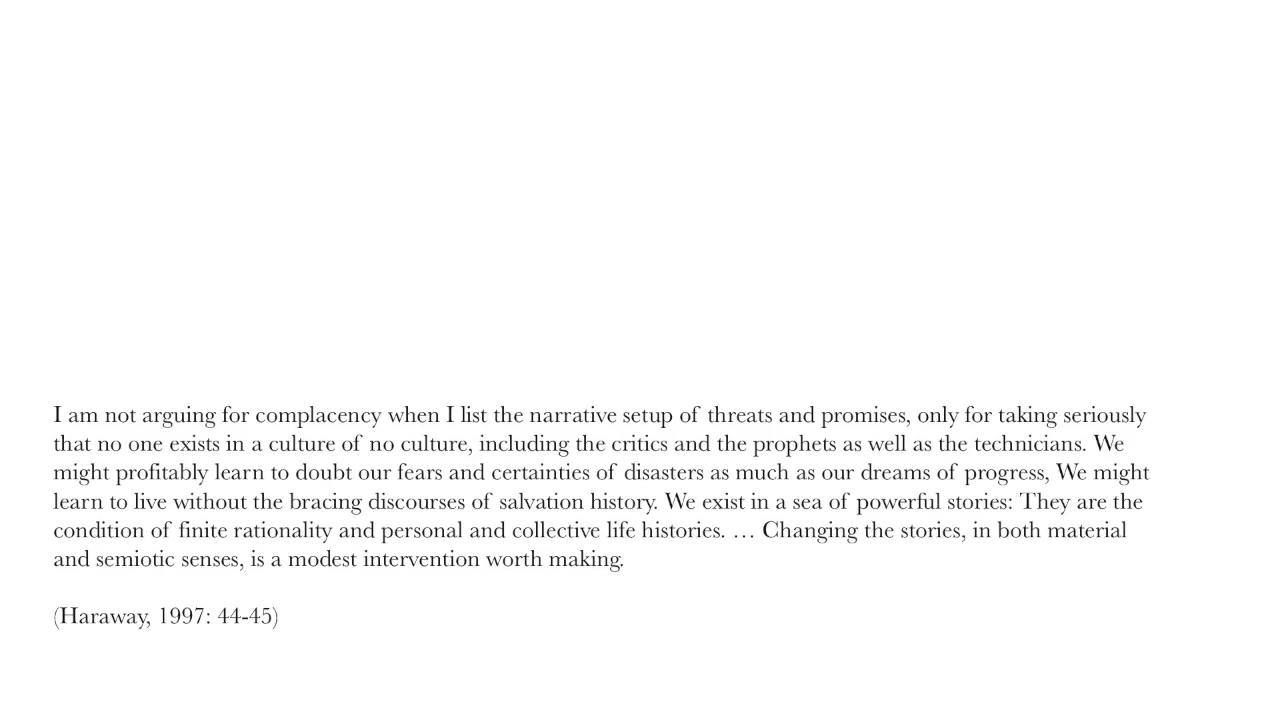 I am not arguing for complacency when I list the narrative setup of threats and promises, only for taking seriously
that no one exists in a culture of no culture, including the critics and the prophets as well as the technicians. We
might profitably learn to doubt our fears and certainties of disasters as much as our dreams of progress, We might
learn to live without the bracing discourses of salvation history. We exist in a sea of powerful stories: They are the
condition of finite rationality and personal and collective life histories. … Changing the stories, in both material
and semiotic senses, is a modest intervention worth making.
(Haraway, 1997: 44-45)